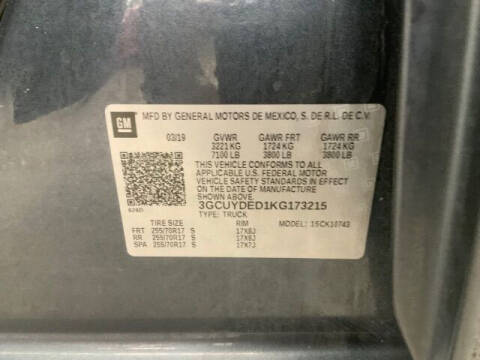 GM MFD BY GENERAL MOTORS DE MEXICO, S. DE R.L. DE C.V.
03/19 GVWR GAWR FRT GAWR RR
3221 KG 1724 KG 1724 KG
7100 LB 3800 LB 3800 LB
THIS VEHICLE CONFORMS TO ALL
APPLICABLE U.S. FEDERAL MOTOR
VEHICLE SAFETY STANDARDS IN
EFFECT ON THE DATE OF
MANUFACTURE SHOWN ABOVE.
3GCUYDED1KG173215
TYPE: TRUCK
TIRE SIZE RIM MODEL: 15CK10743
FRT 255/70R17 S 17X8J
RR 255/70R17 S 17X8J
SPA 255/70R17 S 17X7J